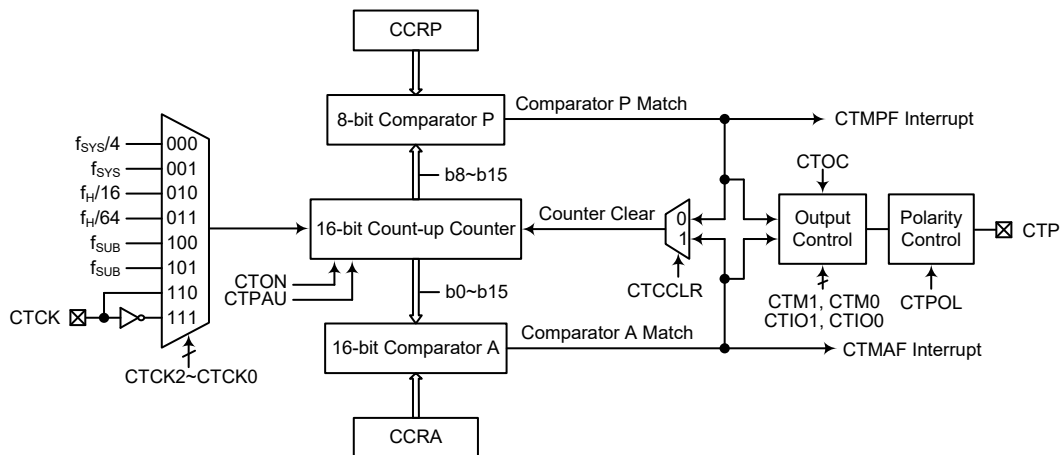 CCRP
8-bit Comparator P
Comparator P Match
CTMPF Interrupt
b8~b15
fSYS/4
fSYS
fH/16
fH/64
fSUB
fSUB
000
001
010
011
100
101
110
111
CTCK
CTCK2~CTCK0
16-bit Count-up Counter
CTON
CTPAU
Counter Clear
0
1
CTCCLR
CTOC
Output
Control
CTM1, CTM0
CTIO1, CTIO0
Polarity
Control
CTPOL
CTP
b0~b15
16-bit Comparator A
Comparator A Match
CTMAF Interrupt
CCRA